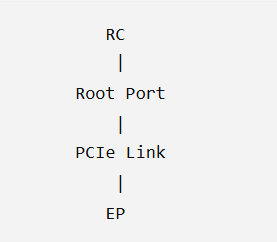 RC
|
Root Port
|
PCIe Link
|
EP